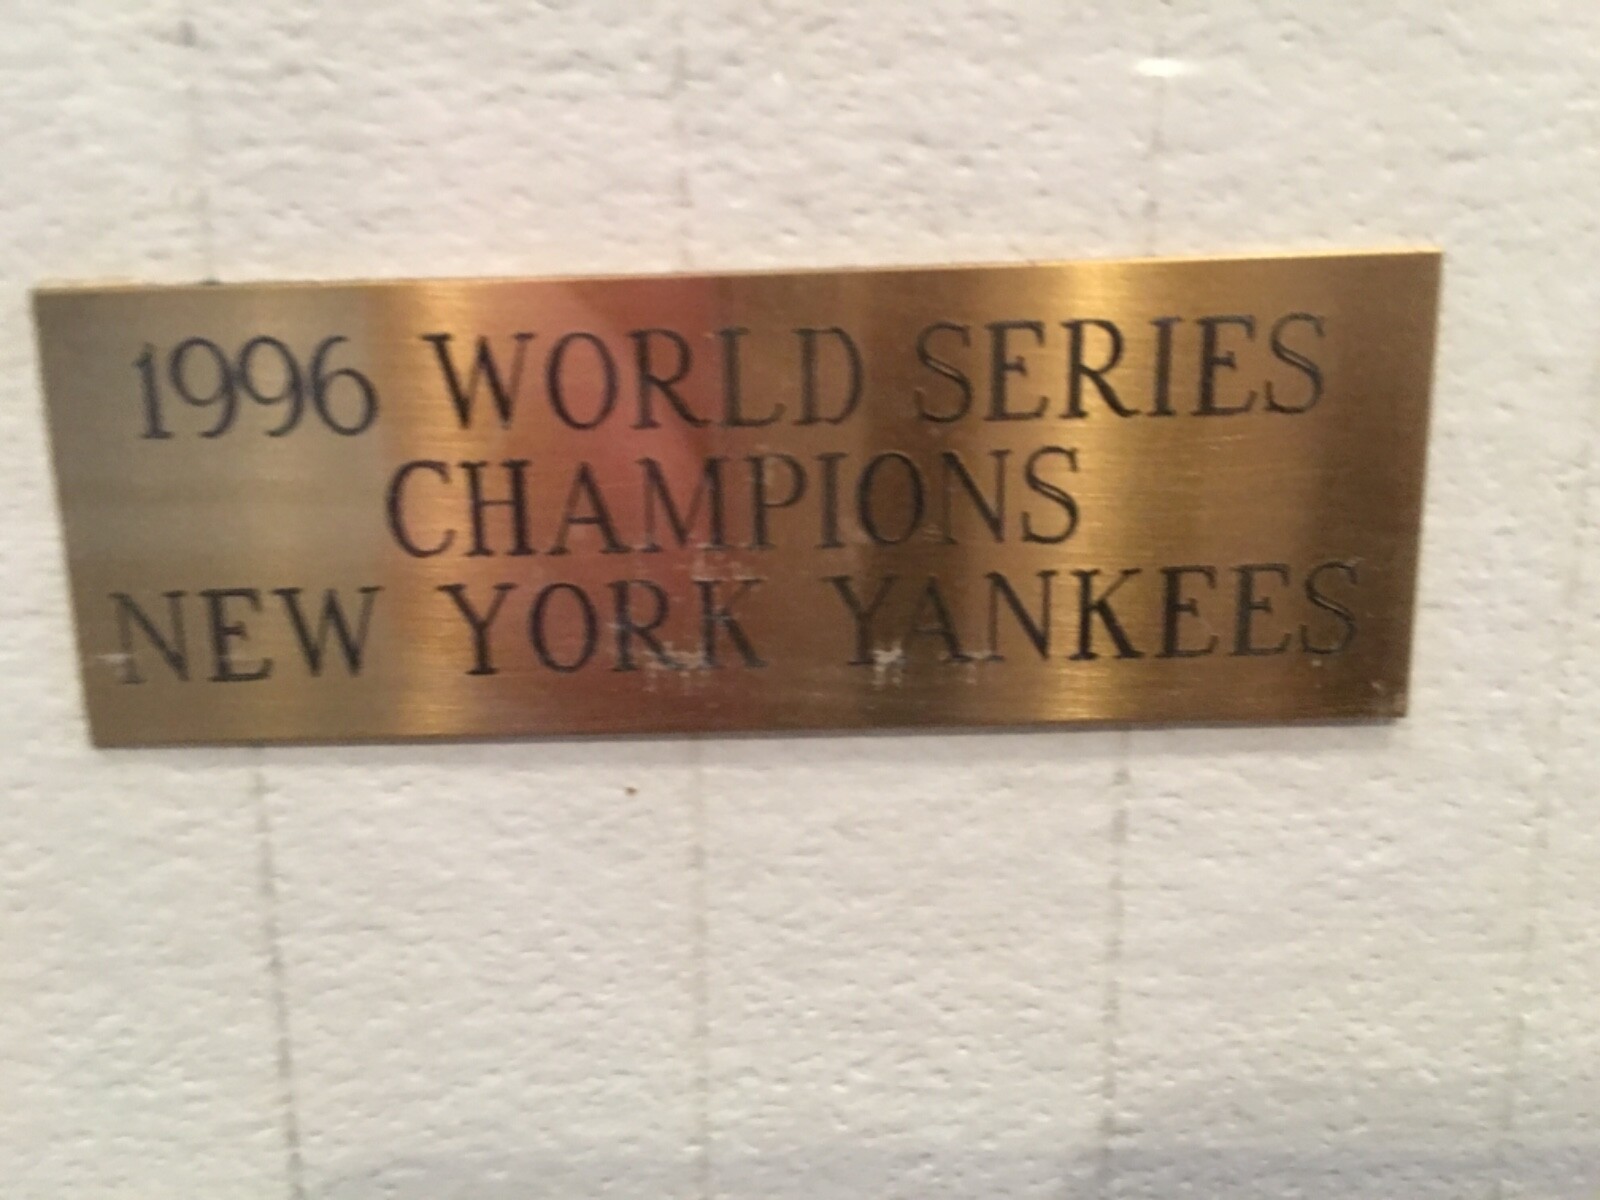 1996 WORLD SERIES
CHAMPIONS
NEW YORK YANKEES